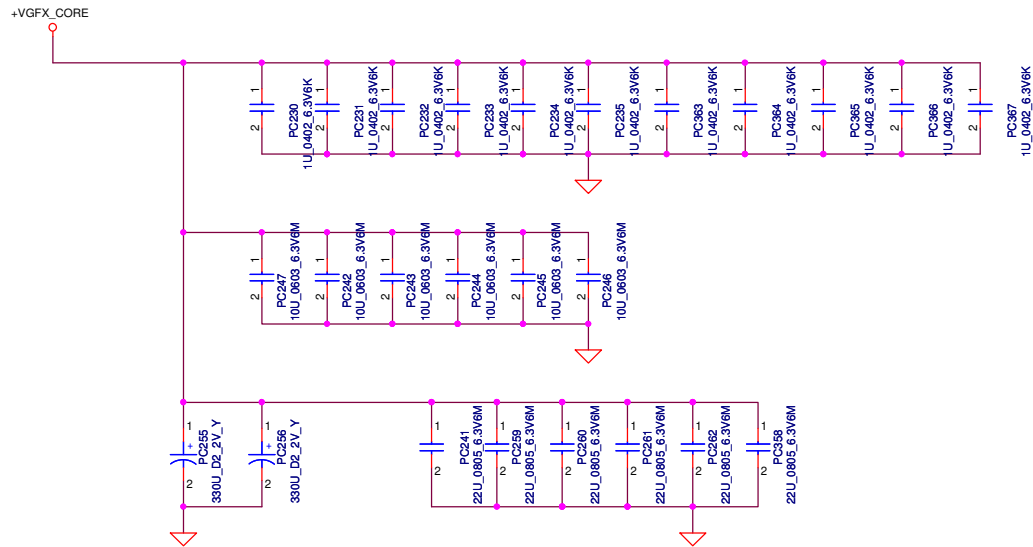 +VGFX_CORE
1
2
PC230
1U_0402_6.3V6K
1
2
PC231
1U_0402_6.3V6K
1
2
PC232
1U_0402_6.3V6K
1
2
PC233
1U_0402_6.3V6K
1
2
PC234
1U_0402_6.3V6K
1
2
PC235
1U_0402_6.3V6K
1
2
PC363
1U_0402_6.3V6K
1
2
PC364
1U_0402_6.3V6K
1
2
PC365
1U_0402_6.3V6K
1
2
PC366
1U_0402_6.3V6K
1
2
PC367
1U_0402_6.3V6K
1
2
PC247
10U_0603_6.3V6M
1
2
PC242
10U_0603_6.3V6M
1
2
PC243
10U_0603_6.3V6M
1
2
PC244
10U_0603_6.3V6M
1
2
PC245
10U_0603_6.3V6M
1
2
PC246
10U_0603_6.3V6M
1
+
2
PC255
330U_D2_2V_Y
1
+
2
PC256
330U_D2_2V_Y
1
2
PC241
22U_0805_6.3V6M
1
2
PC259
22U_0805_6.3V6M
1
2
PC260
22U_0805_6.3V6M
1
2
PC261
22U_0805_6.3V6M
1
2
PC262
22U_0805_6.3V6M
1
2
PC358
22U_0805_6.3V6M